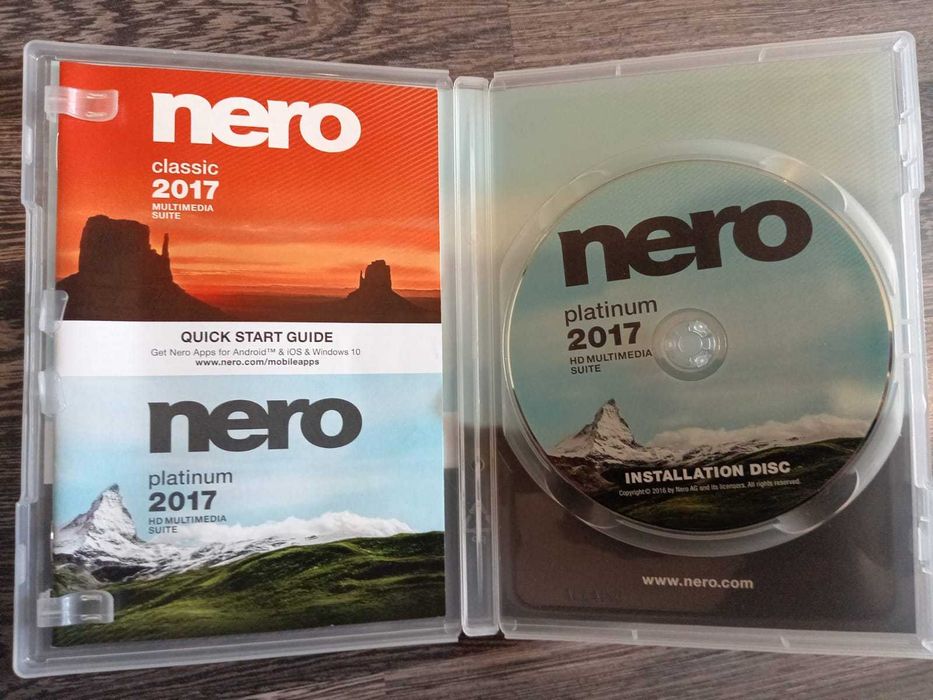 nero
classic
2017
MULTIMEDIA
SUITE
QUICK START GUIDE
Get Nero Apps for Android™ & iOS & Windows 10
www.nero.com/mobileapps
nero
platinum
2017
HD MULTIMEDIA
SUITE
nero
platinum
2017
HD MULTIMEDIA
SUITE
INSTALLATION DISC
Copyright© 2016 by Nero AG and its licensers. All rights reserved.
www.nero.com